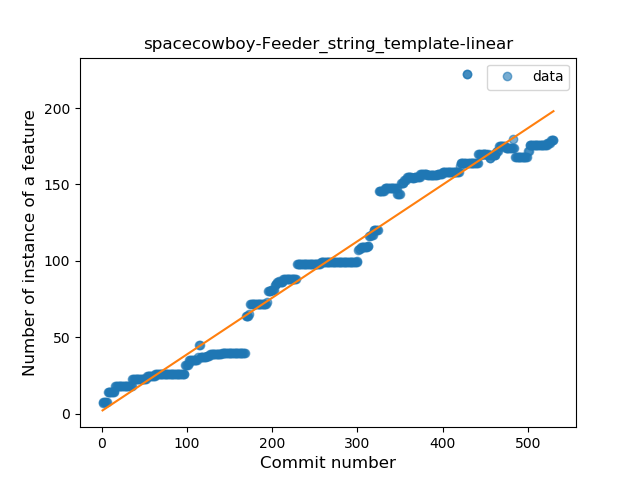 spacecowboy-Feeder_string_template-linear
data
Number of instance of a feature
200
150
100
50
0
0 100 200 300 400 500
Commit number